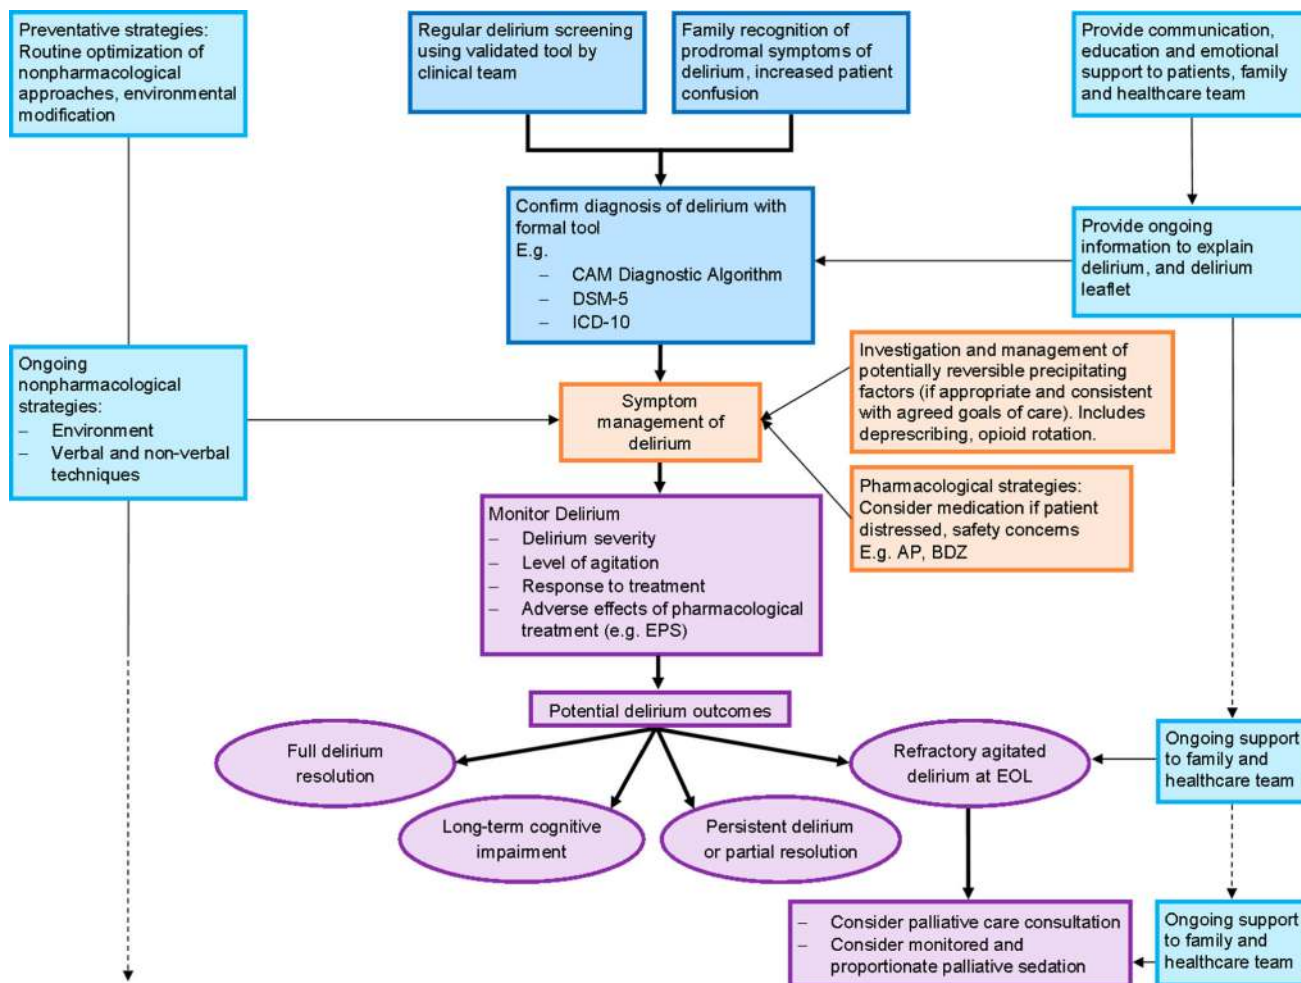 Preventative strategies:
Routine optimization of
nonpharmacological
approaches, environmental
modification
Regular delirium screening
using validated tool by
clinical team
Family recognition of
prodromal symptoms of
delirium, increased patient
confusion
Provide communication,
education and emotional
support to patients, family
and healthcare team
Confirm diagnosis of delirium with
formal tool
E.g.
– CAM Diagnostic Algorithm
– DSM-5
– ICD-10
Provide ongoing
information to explain
delirium, and delirium
leaflet
Ongoing
nonpharmacological
strategies:
– Environment
– Verbal and non-verbal
techniques
Symptom
management of
delirium
Investigation and management of
potentially reversible precipitating
factors (if appropriate and consistent
with agreed goals of care). Includes
deprescribing, opioid rotation.
Pharmacological strategies:
Consider medication if patient
distressed, safety concerns
E.g. AP, BDZ
Monitor Delirium
– Delirium severity
– Level of agitation
– Response to treatment
– Adverse effects of pharmacological
treatment (e.g. EPS)
Potential delirium outcomes
Full delirium
resolution
Long-term cognitive
impairment
Persistent delirium
or partial resolution
Refractory agitated
delirium at EOL
Ongoing support
to family and
healthcare team
– Consider palliative care consultation
– Consider monitored and
proportionate palliative sedation
Ongoing support
to family and
healthcare team